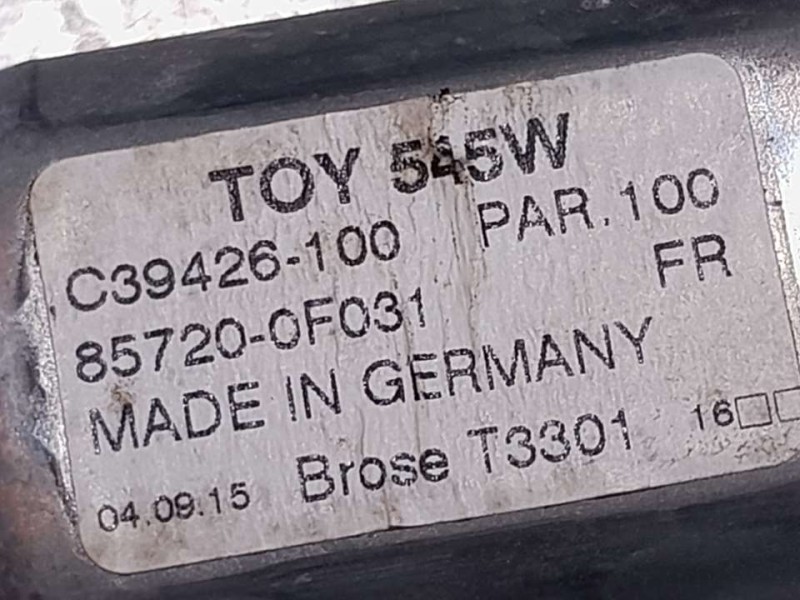 TOY 545W
C39426-100 PAR.100
85720-0F031 FR
MADE IN GERMANY
04.09.15 Brose T3301 16